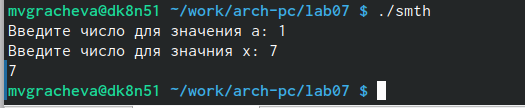 mvgracheva@dk8n51 ~/work/arch-pc/lab07 $ ./smth
Введите число для значения a: 1
Введите число для значния x: 7
7
mvgracheva@dk8n51 ~/work/arch-pc/lab07 $